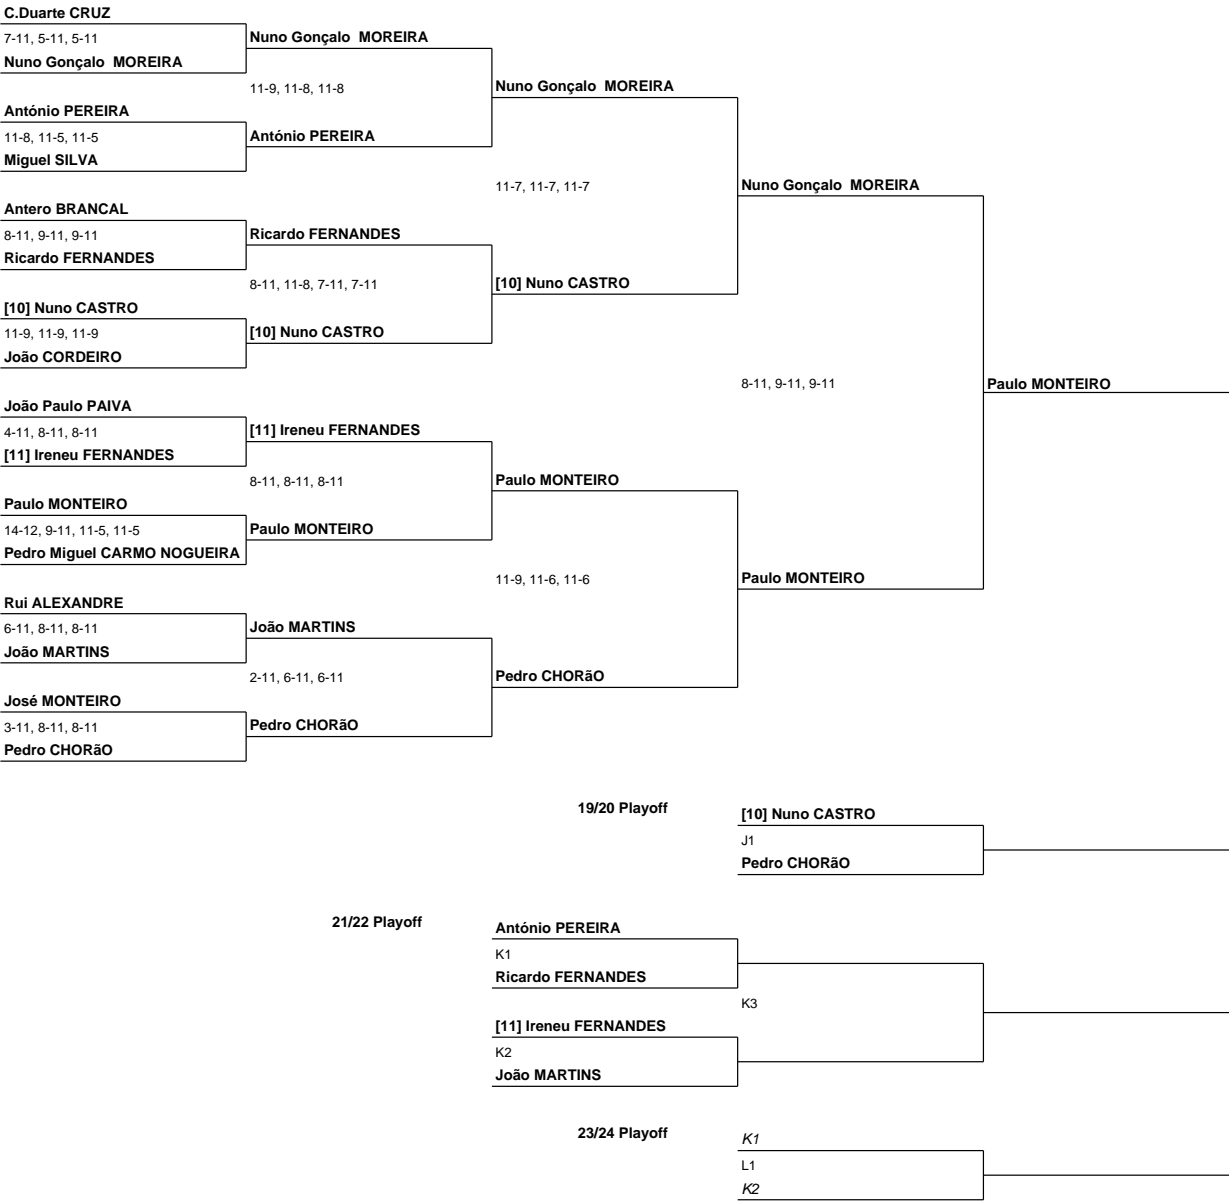 C.Duarte CRUZ
7-11, 5-11, 5-11
Nuno Gonçalo  MOREIRA
António PEREIRA
11-8, 11-5, 11-5
Miguel SILVA
Antero BRANCAL
8-11, 9-11, 9-11
Ricardo FERNANDES
[10] Nuno CASTRO
11-9, 11-9, 11-9
João CORDEIRO
João Paulo PAIVA
4-11, 8-11, 8-11
[11] Ireneu FERNANDES
Paulo MONTEIRO
14-12, 9-11, 11-5, 11-5
Pedro Miguel CARMO NOGUEIRA
Rui ALEXANDRE
6-11, 8-11, 8-11
João MARTINS
José MONTEIRO
3-11, 8-11, 8-11
Pedro CHORãO
Nuno Gonçalo  MOREIRA
11-9, 11-8, 11-8
António PEREIRA
Ricardo FERNANDES
8-11, 11-8, 7-11, 7-11
[10] Nuno CASTRO
[11] Ireneu FERNANDES
8-11, 8-11, 8-11
Paulo MONTEIRO
João MARTINS
2-11, 6-11, 6-11
Pedro CHORãO
Nuno Gonçalo  MOREIRA
11-7, 11-7, 11-7
[10] Nuno CASTRO
Paulo MONTEIRO
11-9, 11-6, 11-6
Pedro CHORãO
Nuno Gonçalo  MOREIRA
8-11, 9-11, 9-11
Paulo MONTEIRO
Paulo MONTEIRO
19/20 Playoff
[10] Nuno CASTRO
J1
Pedro CHORãO
21/22 Playoff
António PEREIRA
K1
Ricardo FERNANDES
K3
[11] Ireneu FERNANDES
K2
João MARTINS
23/24 Playoff
K1
L1
K2